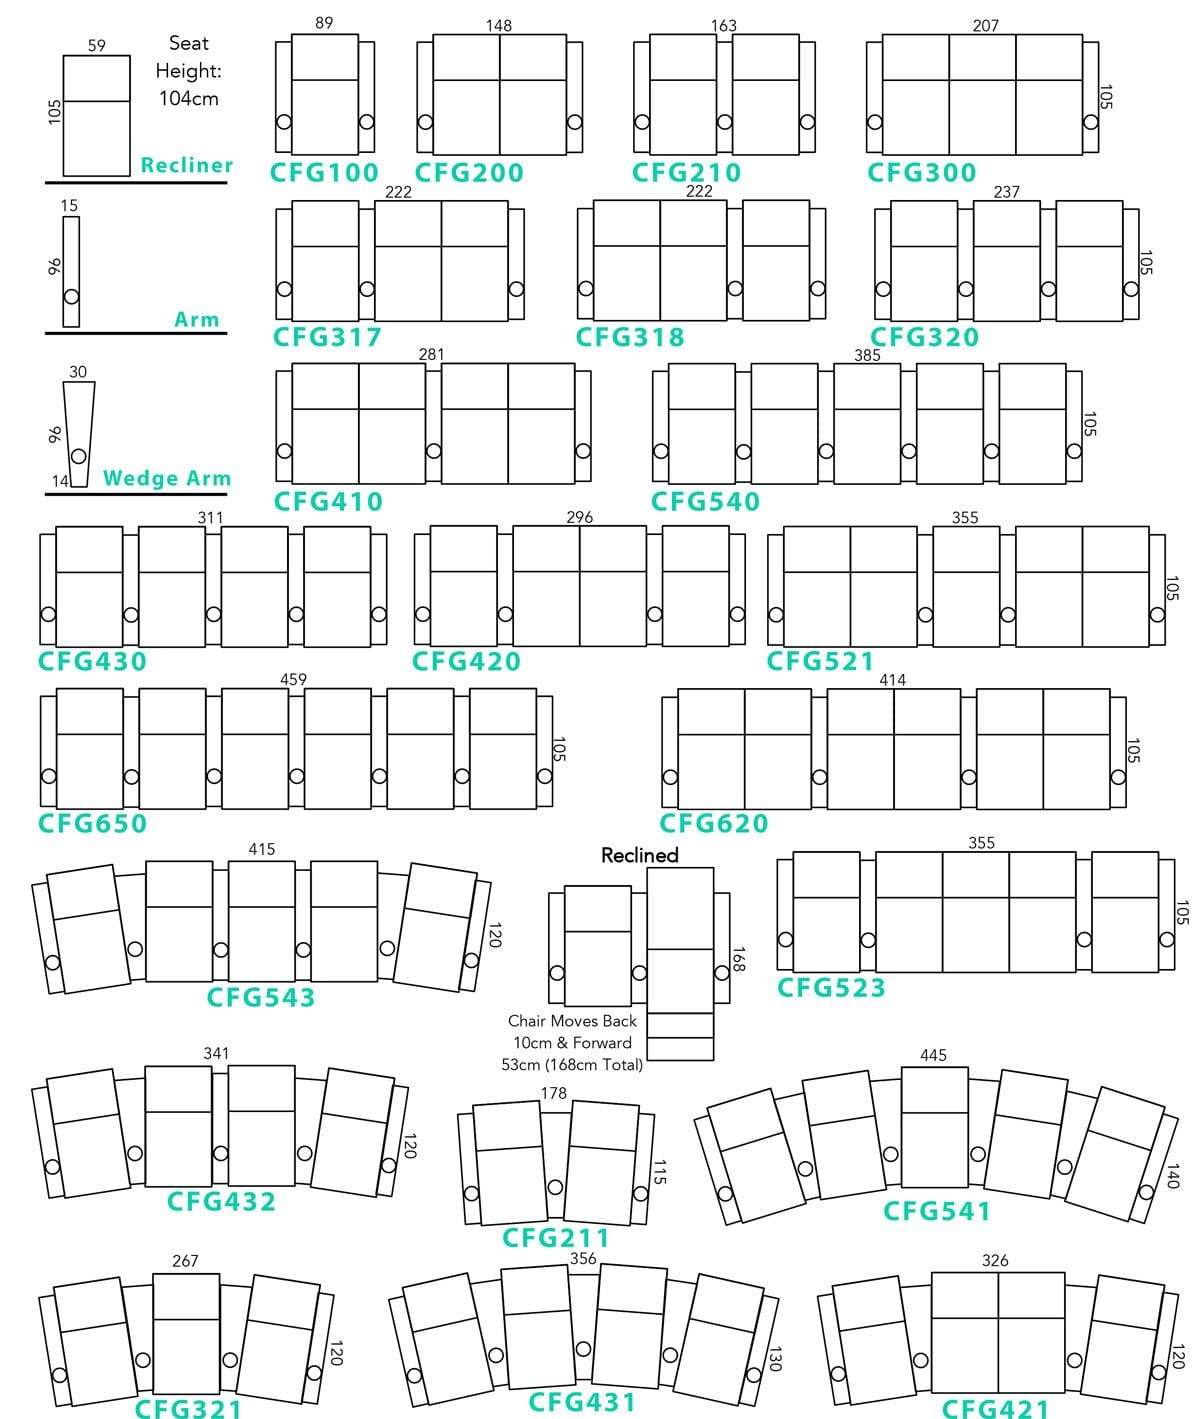 59
Seat
Height:
104cm
105
Recliner
89
CFG100
148
CFG200
163
CFG210
207
105
CFG300
15
96
Arm
222
CFG317
222
CFG318
237
105
CFG320
30
96
14
Wedge Arm
281
CFG410
385
105
CFG540
311
CFG430
296
CFG420
355
105
CFG521
459
105
CFG650
414
105
CFG620
415
120
CFG543
Reclined
168
Chair Moves Back
10cm & Forward
53cm (168cm Total)
355
105
CFG523
341
120
CFG432
178
115
CFG211
445
140
CFG541
267
120
CFG321
356
130
CFG431
326
120
CFG421